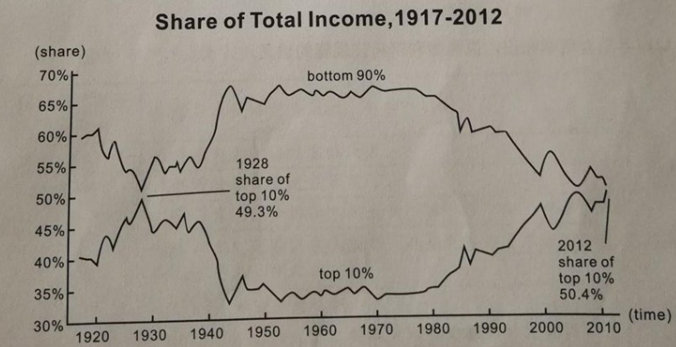 Share of Total Income,1917-2012
(share)
70%
65%
60%
55%
50%
45%
40%
35%
30%
bottom 90%
1928
share of
top 10%
49.3%
top 10%
2012
share of
top 10%
50.4%
1920 1930 1940 1950 1960 1970 1980 1990 2000 2010 (time)